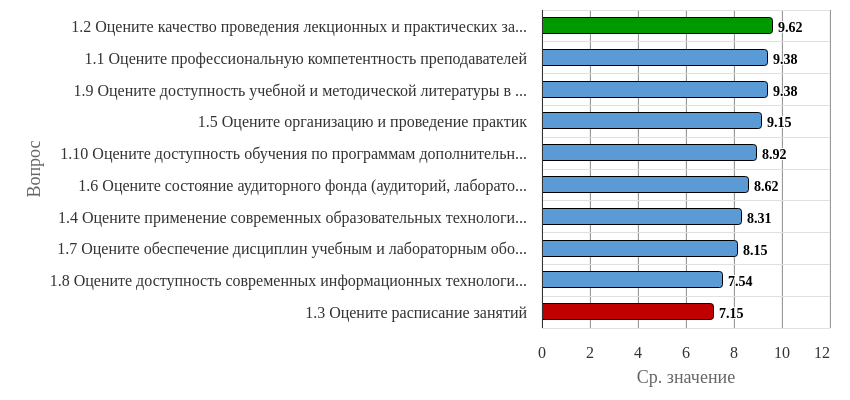 1.2 Оцените качество проведения лекционных и практических за... 9.62
1.1 Оцените профессиональную компетентность преподавателей 9.38
1.9 Оцените доступность учебной и методической литературы в ... 9.38
1.5 Оцените организацию и проведение практик 9.15
1.10 Оцените доступность обучения по программам дополнительн... 8.92
1.6 Оцените состояние аудиторного фонда (аудиторий, лаборато... 8.62
1.4 Оцените применение современных образовательных технологи... 8.31
1.7 Оцените обеспечение дисциплин учебным и лабораторным обо... 8.15
1.8 Оцените доступность современных информационных технологи... 7.54
1.3 Оцените расписание занятий 7.15
Вопрос
0 2 4 6 8 10 12
Ср. значение